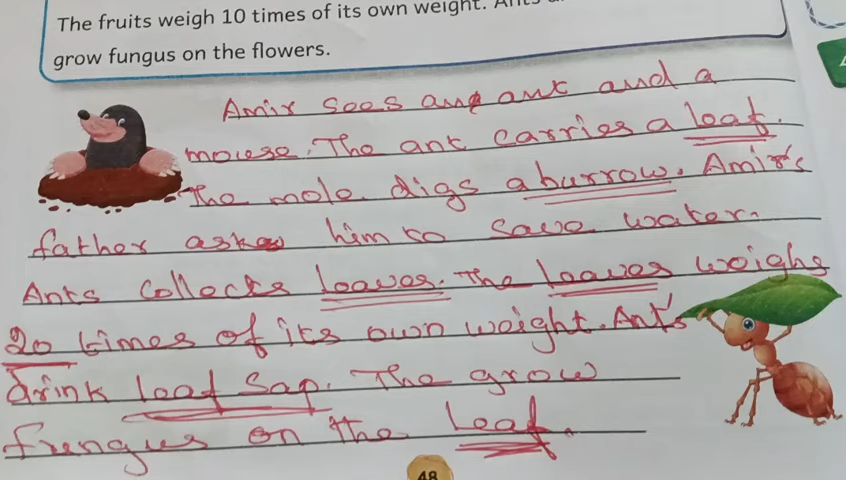 The fruits weigh 10 times of its own weight. Ants
grow fungus on the flowers.
Amir sees an ant and a
mouse. The ant carries a leaf.
The mole digs a burrow. Amir's
father asks him to save water.
Ants collects leaves. The leaves weighs
20 times of its own weight. Ant's
drink leaf sap. The grow
fungus on the leaf.
48